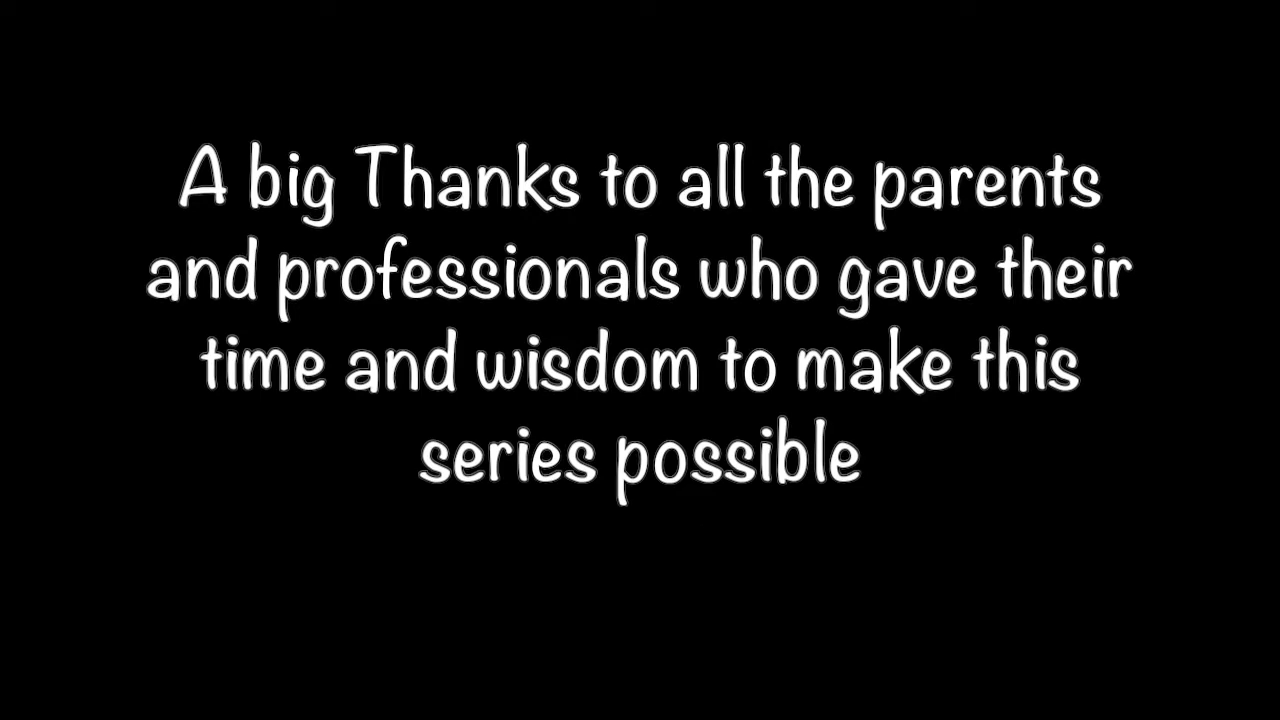 A big Thanks to all the parents
and professionals who gave their
time and wisdom to make this
series possible